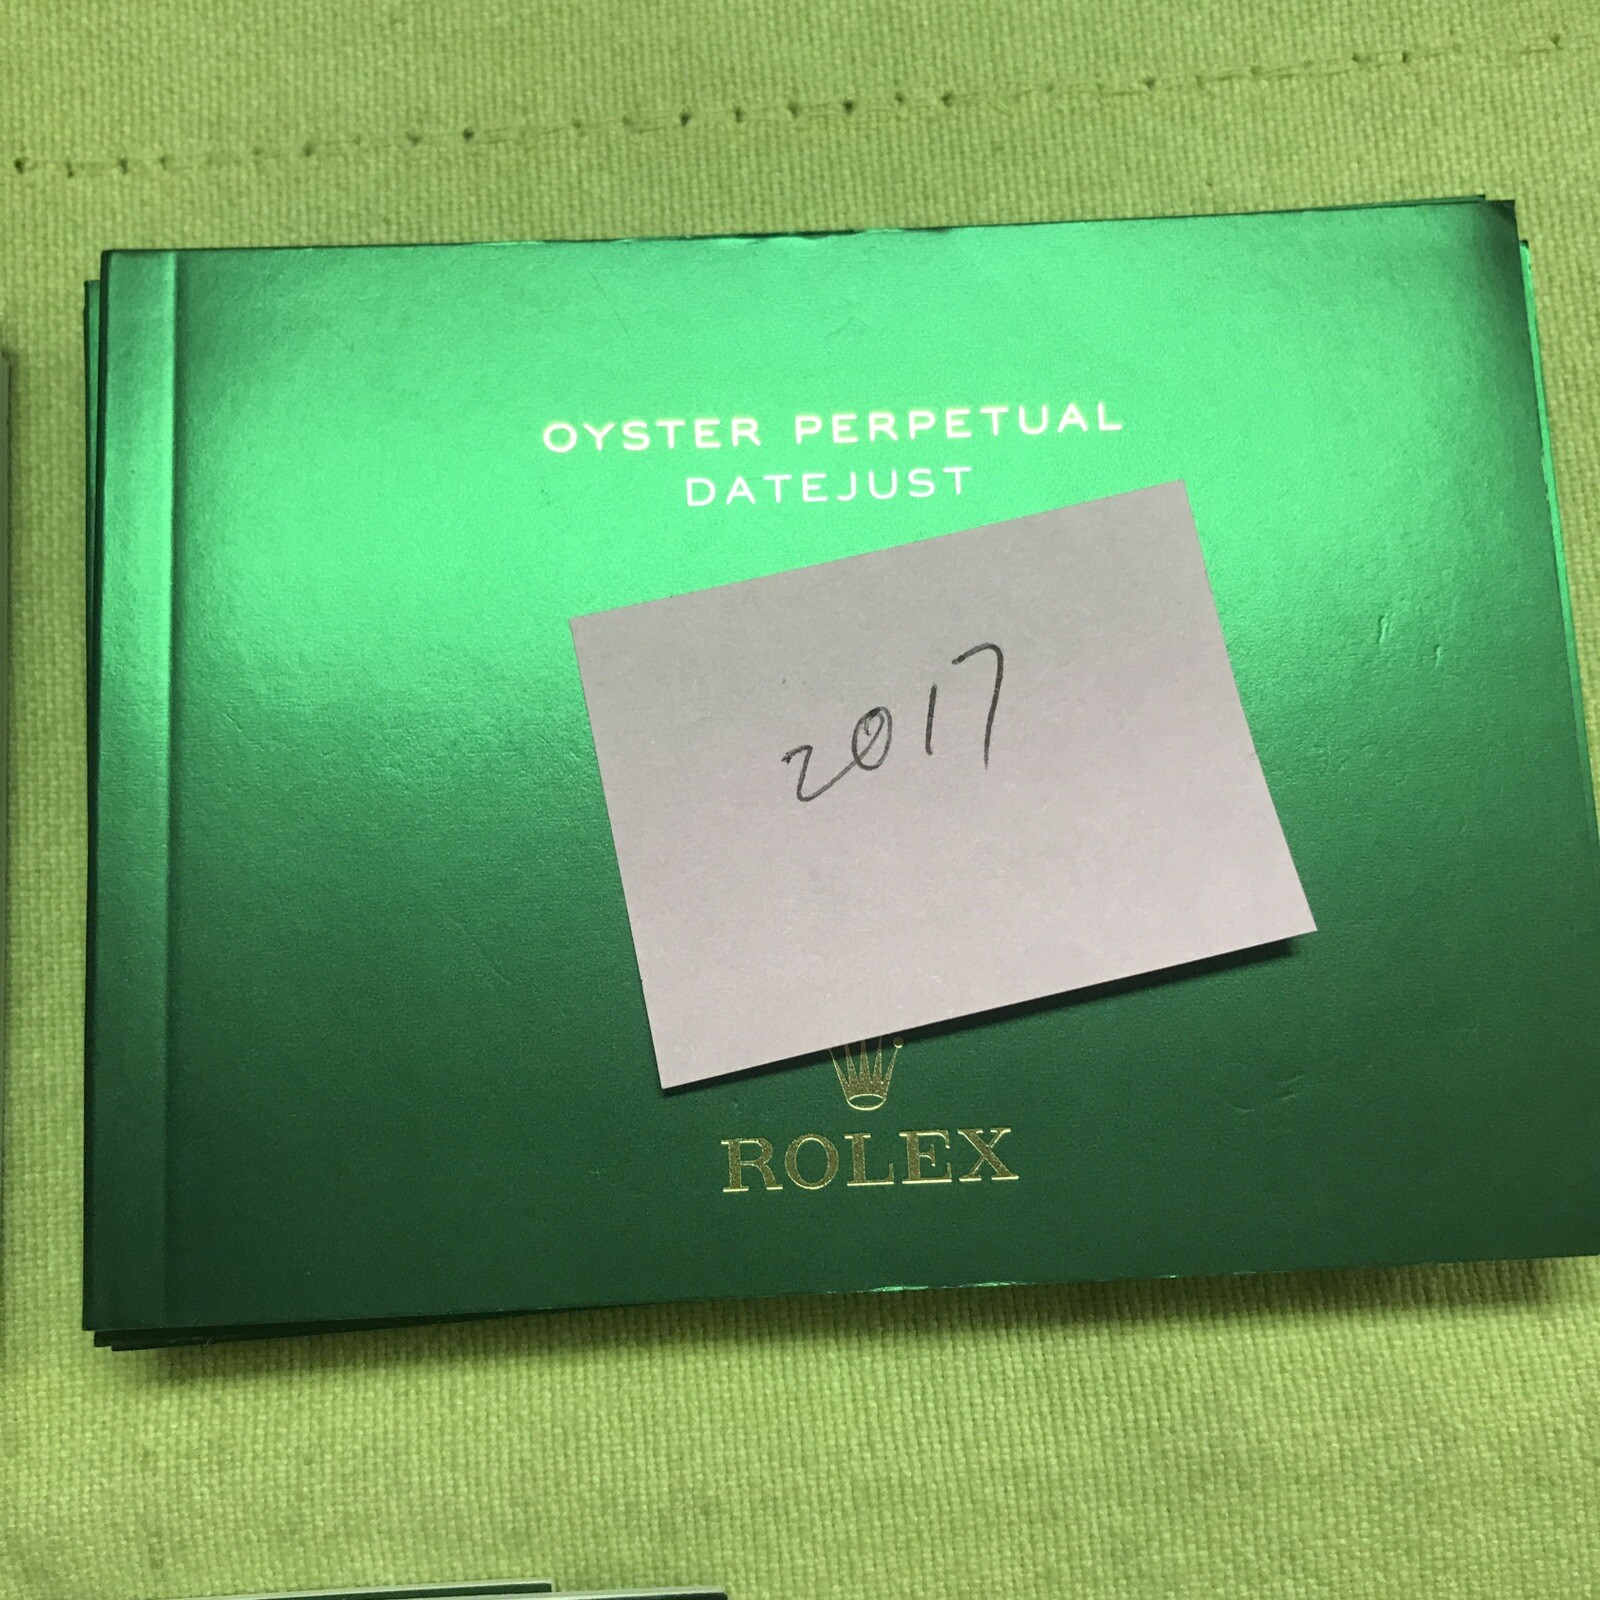 OYSTER PERPETUAL
DATEJUST
2017
ROLEX